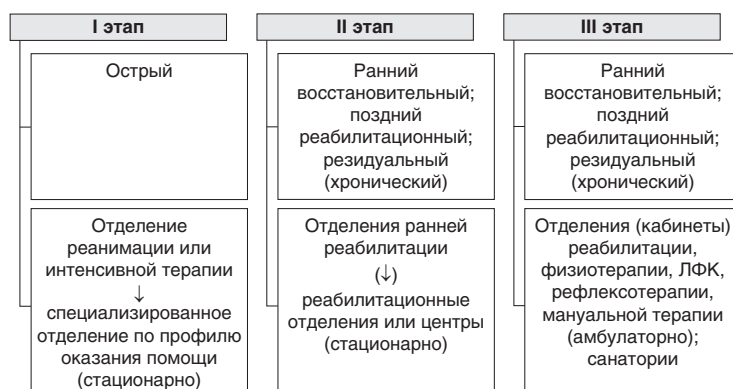 I этап
Острый
Отделение
реанимации или
интенсивной терапии
↓
специализированное
отделение по профилю
оказания помощи
(стационарно)
II этап
Ранний
восстановительный;
поздний
реабилитационный;
резидуальный
(хронический)
Отделения ранней
реабилитации
(↓)
реабилитационные
отделения или центры
(стационарно)
III этап
Ранний
восстановительный;
поздний
реабилитационный;
резидуальный
(хронический)
Отделения (кабинеты)
реабилитации,
физиотерапии, ЛФК,
рефлексотерапии,
мануальной терапии
(амбулаторно);
санатории